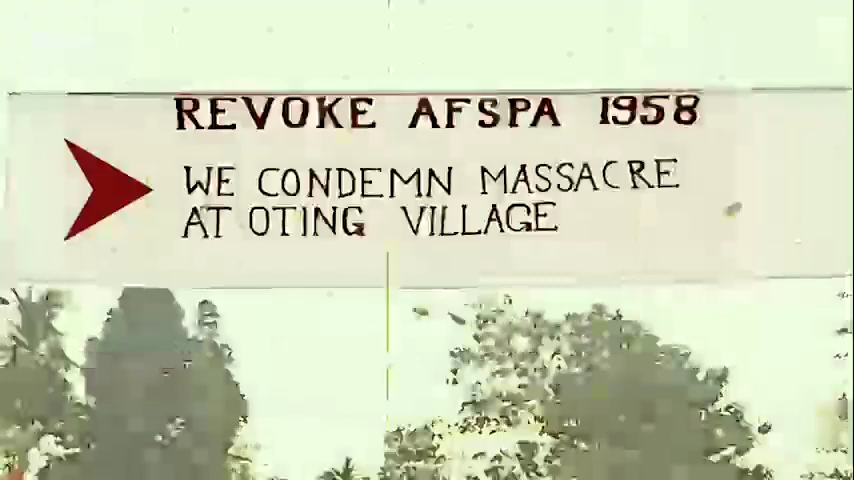 REVOKE AFSPA 1958
WE CONDEMN MASSACRE
AT OTING VILLAGE